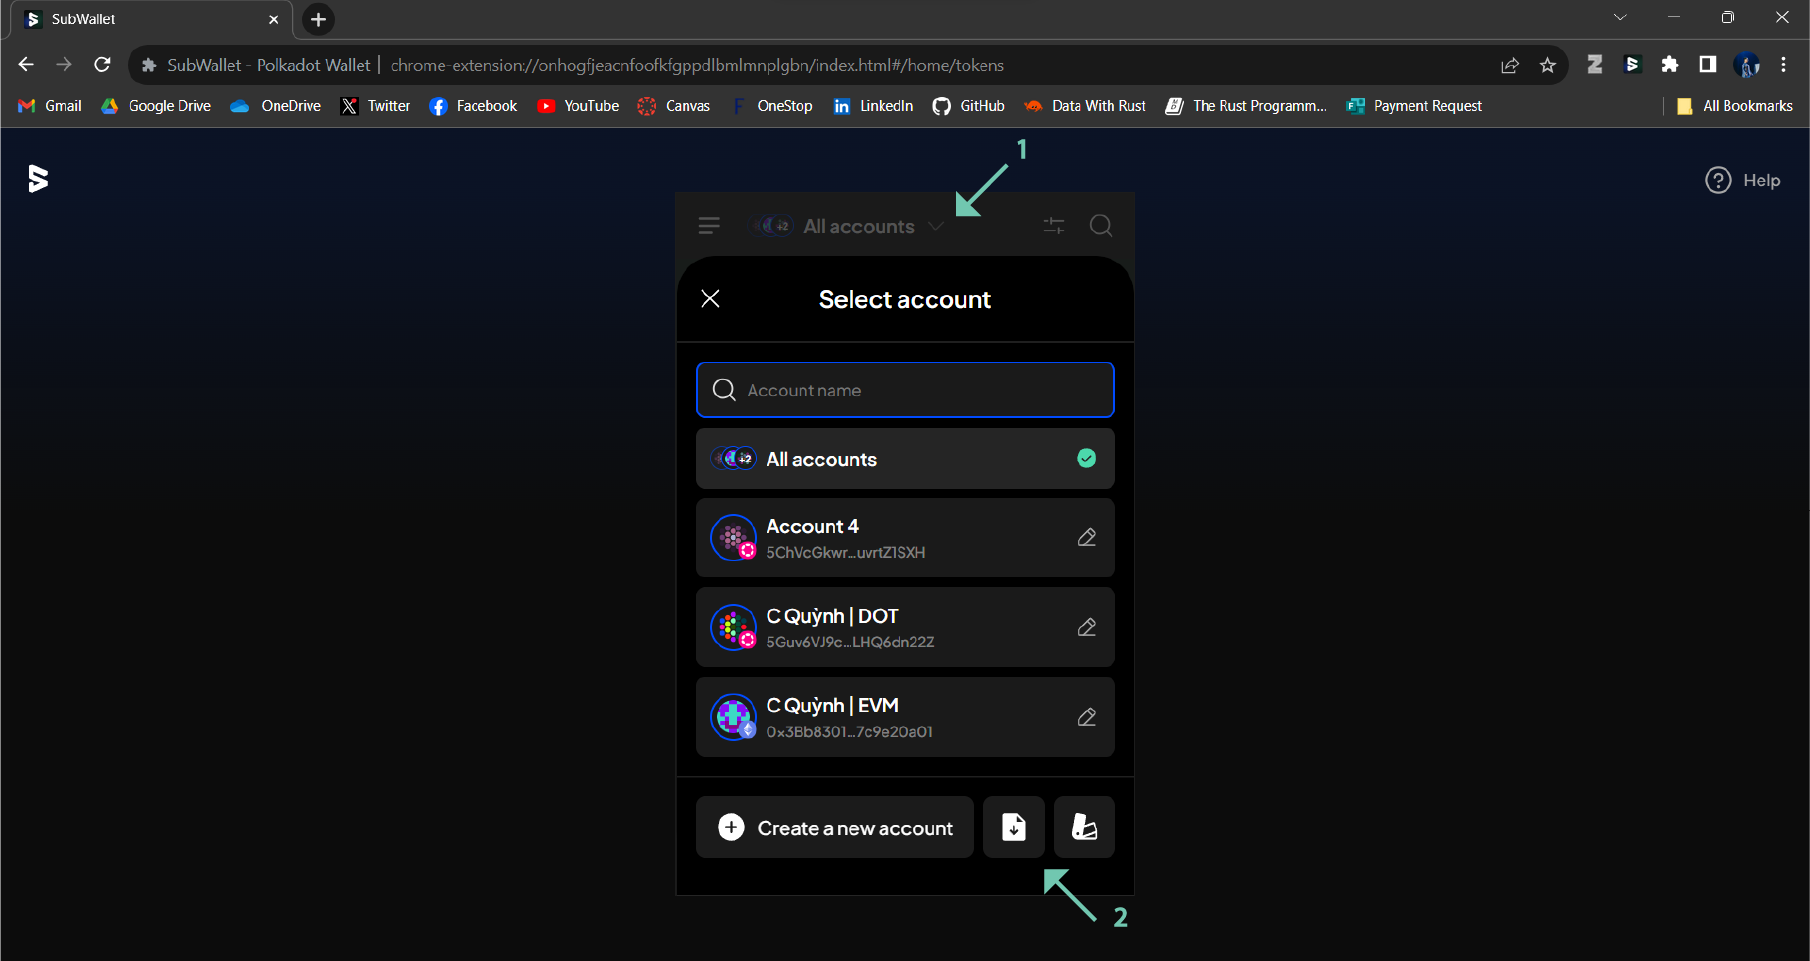 SubWallet
SubWallet - Polkadot Wallet | chrome-extension://onhogfjeacnfoofkfgppdlbmlmnplgbn/index.html#/home/tokens
Gmail Google Drive OneDrive Twitter Facebook YouTube Canvas OneStop LinkedIn GitHub Data With Rust The Rust Programm... Payment Request All Bookmarks
1
Help
+2 All accounts
Select account
Account name
+2 All accounts
Account 4
5ChVcGkwr...uvrtZ1SXH
C Quỳnh | DOT
5Guv6VJ9c...LHQ6dn22Z
C Quỳnh | EVM
0x3Bb8301...7c9e20a01
Create a new account
2